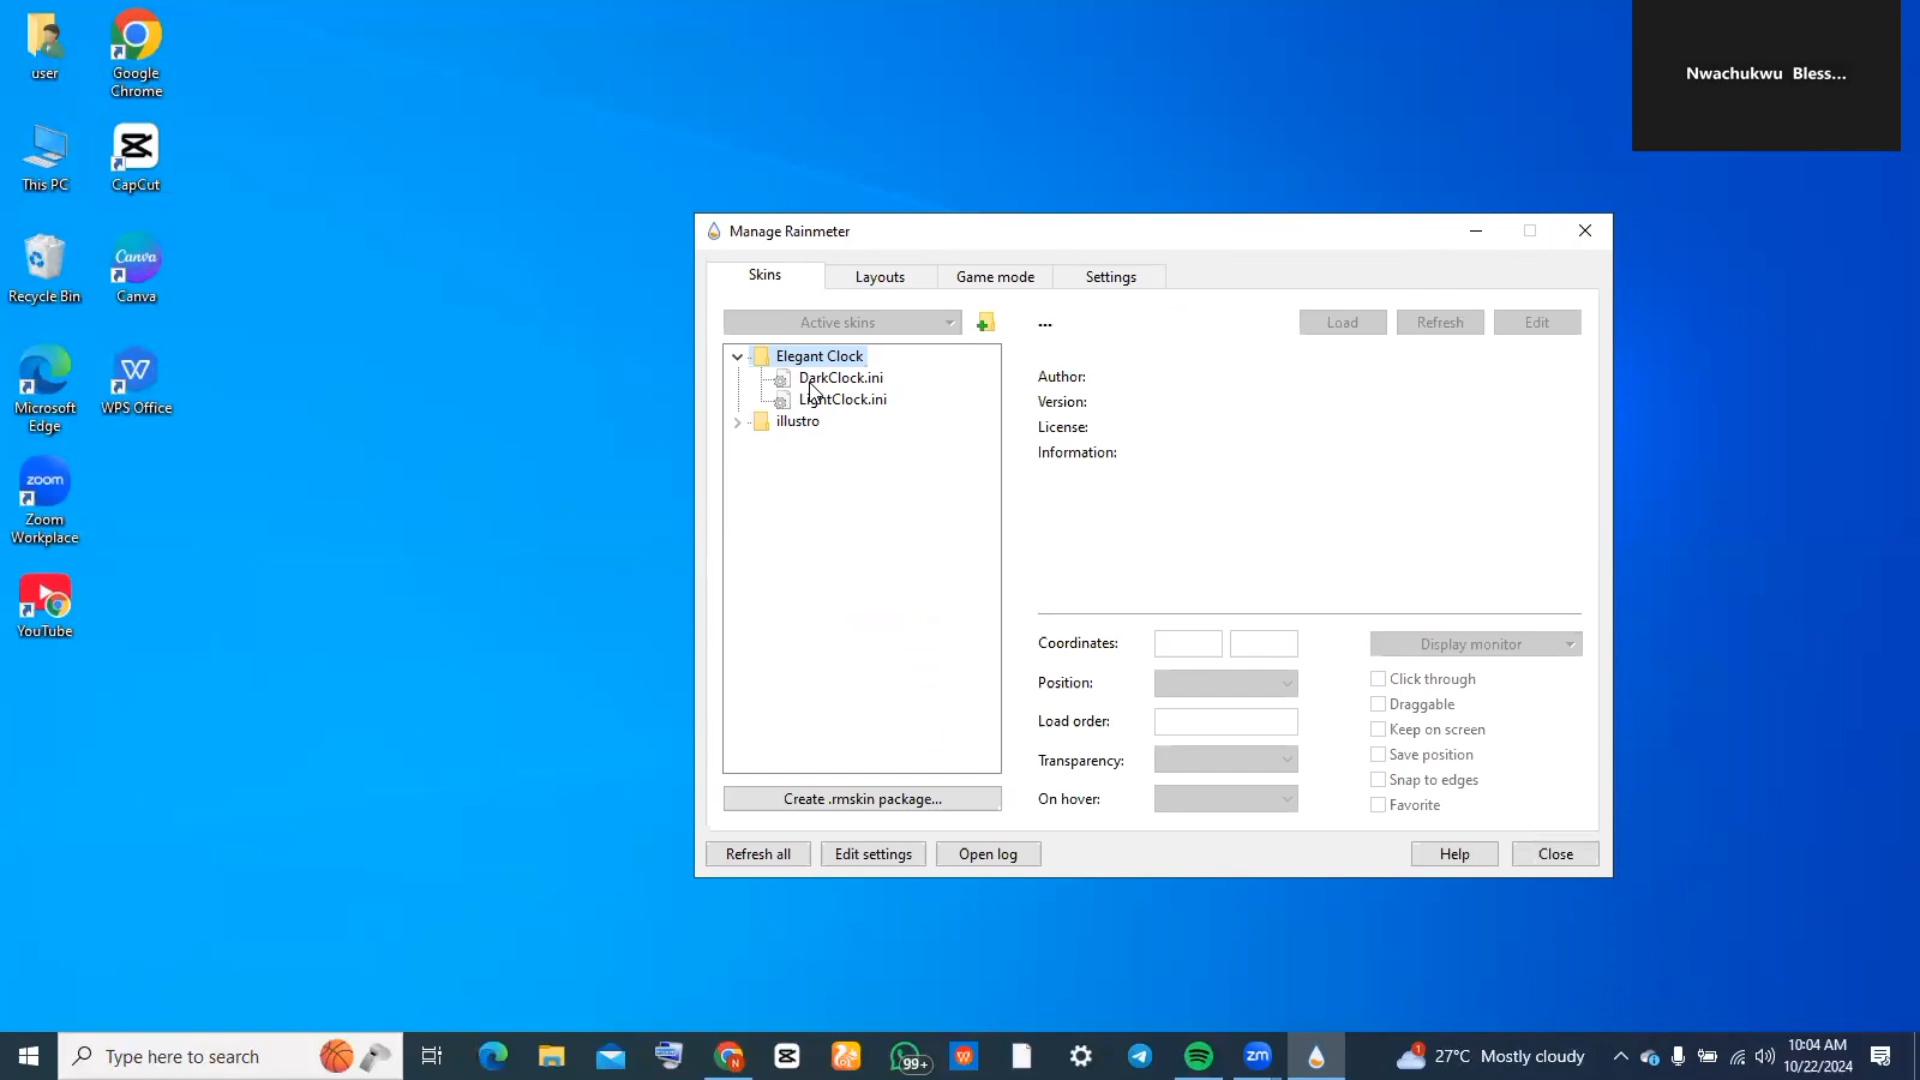 user
Google
Chrome
This PC
CapCut
Recycle Bin
Canva
Canva
Microsoft
Edge
WPS Office
zoom
Zoom
Workplace
YouTube
Nwachukwu Bless...
Manage Rainmeter
Skins
Layouts
Game mode
Settings
Active skins
...
Load
Refresh
Edit
Elegant Clock
DarkClock.ini
LightClock.ini
illustro
Author:
Version:
License:
Information:
Coordinates:
Display monitor
Position:
Click through
Draggable
Load order:
Keep on screen
Transparency:
Save position
Snap to edges
On hover:
Favorite
Create .rmskin package...
Refresh all
Edit settings
Open log
Help
Close
Type here to search
N
99+
W
zm
1
27°C Mostly cloudy
10:04 AM
10/22/2024